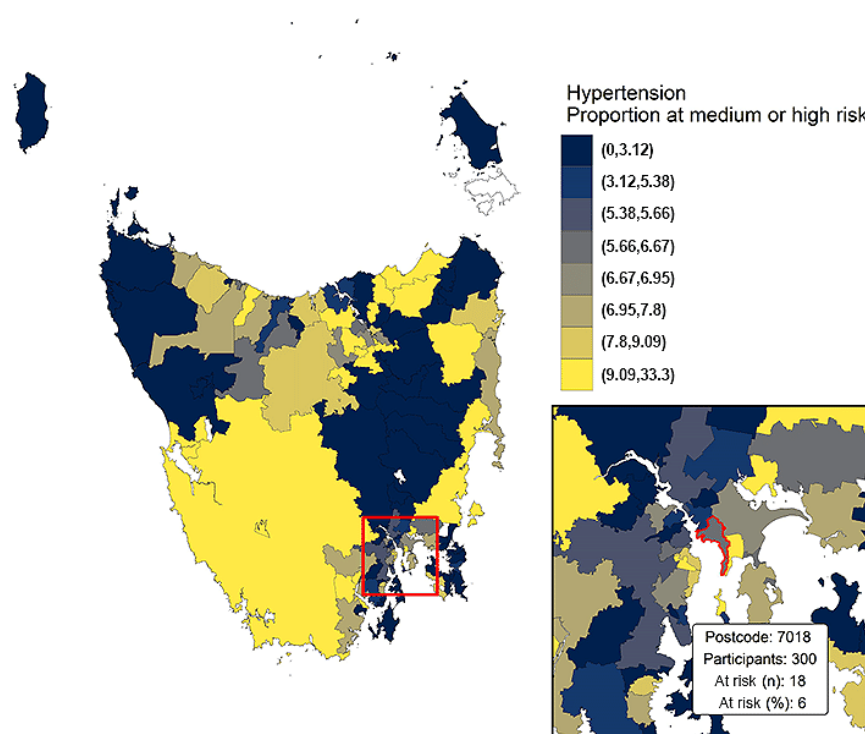 Hypertension
Proportion at medium or high risk
(0,3.12)
(3.12,5.38)
(5.38,5.66)
(5.66,6.67)
(6.67,6.95)
(6.95,7.8)
(7.8,9.09)
(9.09,33.3)
Postcode: 7018
Participants: 300
At risk (n): 18
At risk (%): 6